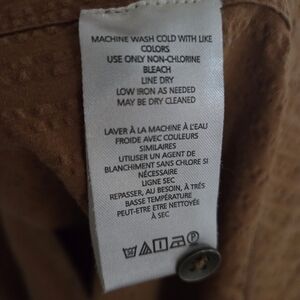 MACHINE WASH COLD WITH LIKE
COLORS
USE ONLY NON-CHLORINE
BLEACH
LINE DRY
LOW IRON AS NEEDED
MAY BE DRY CLEANED
LAVER À LA MACHINE À L'EAU
FROIDE AVEC COULEURS
SIMILAIRES
UTILISER UN AGENT DE
BLANCHIMENT SANS CHLORE SI
NÉCESSAIRE
LIGNE SEC
REPASSER, AU BESOIN, À TRÈS
BASSE TEMPÉRATURE
PEUT-ETRE NETTOYÉE
À SEC